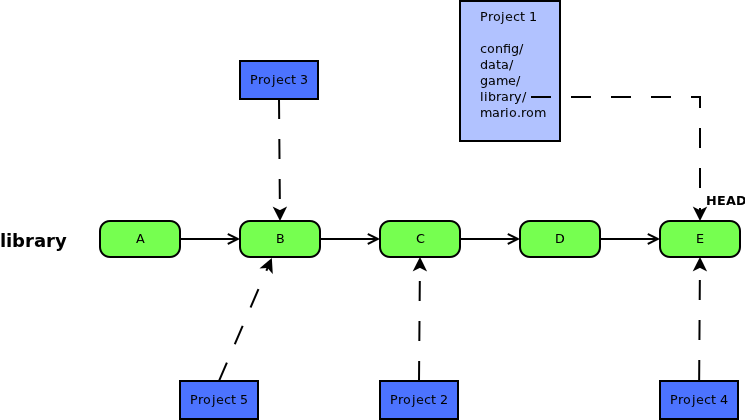 Project 1
config/
data/
game/
library/
mario.rom
Project 3
HEAD
library
A
B
C
D
E
Project 5
Project 2
Project 4